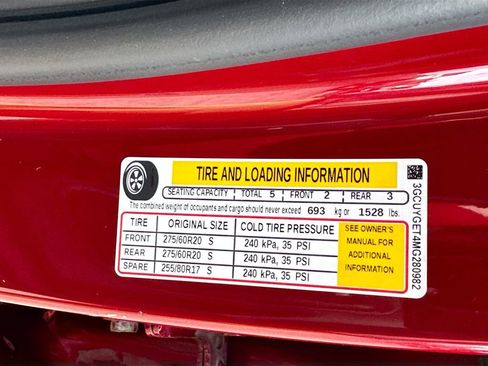 TIRE AND LOADING INFORMATION
SEATING CAPACITY TOTAL 5 FRONT 2 REAR 3
The combined weight of occupants and cargo should never exceed 693 kg or 1528 lbs.
TIRE ORIGINAL SIZE COLD TIRE PRESSURE
FRONT 275/60R20 S 240 kPa, 35 PSI
REAR 275/60R20 S 240 kPa, 35 PSI
SPARE 255/80R17 S 240 kPa, 35 PSI
SEE OWNER'S
MANUAL FOR
ADDITIONAL
INFORMATION
3GCUYGET4MG280982